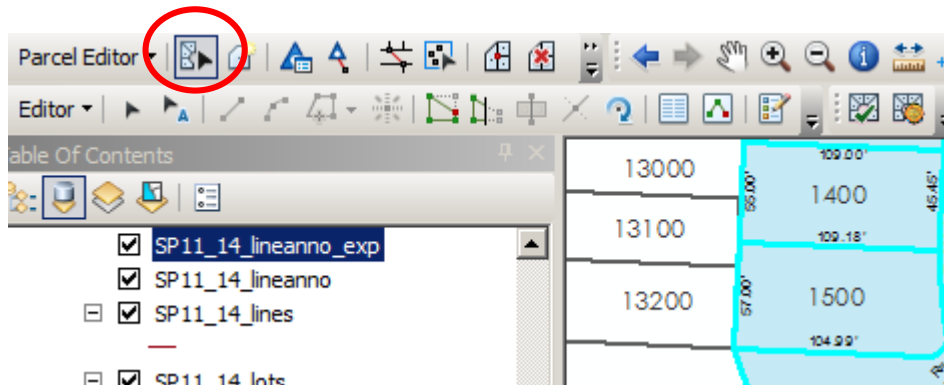 Parcel Editor
Editor
able Of Contents
SP11_14_lineanno_exp
SP11_14_lineanno
SP11_14_lines
SP11_14_lots
13000
13100
13200
109.00'
55.00'
1400
45.45'
109.18'
57.00'
1500
104.99'